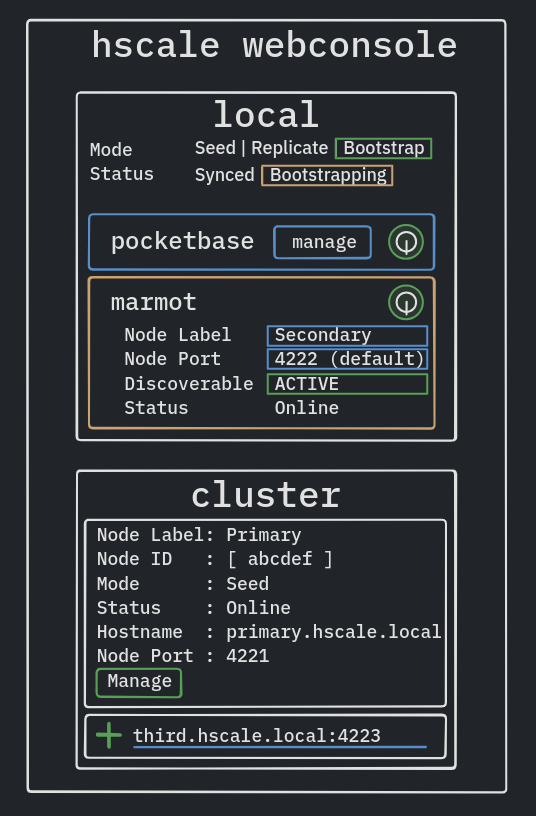 hscale webconsole
local
Mode Seed | Replicate Bootstrap
Status Synced Bootstrapping
pocketbase manage
marmot
Node Label Secondary
Node Port 4222 (default)
Discoverable ACTIVE
Status Online
cluster
Node Label: Primary
Node ID : [ abcdef ]
Mode : Seed
Status : Online
Hostname : primary.hscale.local
Node Port : 4221
Manage
third.hscale.local:4223